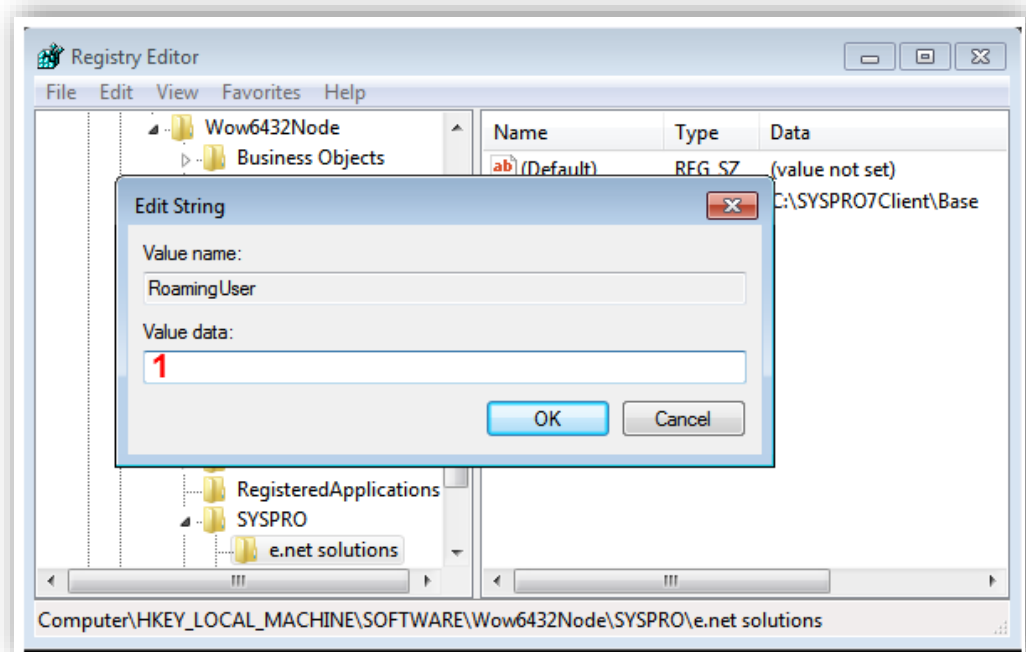 Registry Editor
File Edit View Favorites Help
Wow6432Node
Business Objects
Name Type Data
(Default) REG_SZ (value not set)
C:\SYSPRO7Client\Base
Edit String
Value name:
RoamingUser
Value data:
1
OK Cancel
RegisteredApplications
SYSPRO
e.net solutions
Computer\HKEY_LOCAL_MACHINE\SOFTWARE\Wow6432Node\SYSPRO\e.net solutions